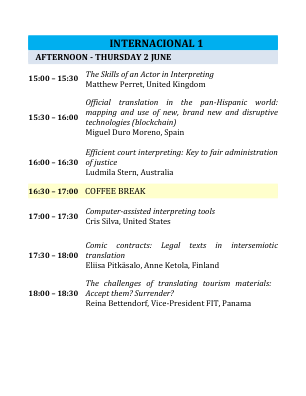 INTERNACIONAL 1
AFTERNOON - THURSDAY 2 JUNE
15:00 – 15:30
The Skills of an Actor in Interpreting
Matthew Perret, United Kingdom
15:30 – 16:00
Official translation in the pan-Hispanic world:
mapping and use of new, brand new and disruptive
technologies (blockchain)
Miguel Duro Moreno, Spain
16:00 – 16:30
Efficient court interpreting: Key to fair administration
of justice
Ludmila Stern, Australia
16:30 – 17:00 COFFEE BREAK
17:00 – 17:30
Computer-assisted interpreting tools
Cris Silva, United States
17:30 – 18:00
Comic contracts: Legal texts in intersemiotic
translation
Eliisa Pitkäsalo, Anne Ketola, Finland
18:00 – 18:30
The challenges of translating tourism materials:
Accept them? Surrender?
Reina Bettendorf, Vice-President FIT, Panama